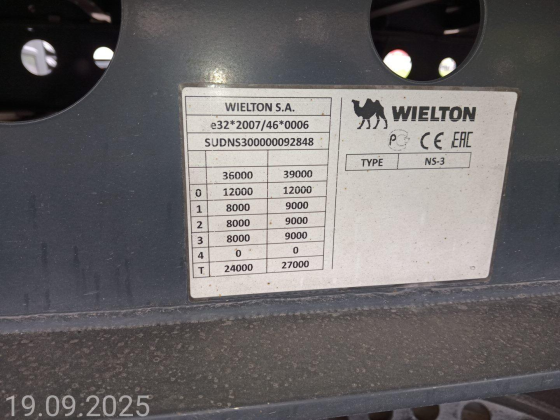 WIELTON S.A.
e32*2007/46*0006
SUDNS300000092848
36000 39000
0 12000 12000
1 8000 9000
2 8000 9000
3 8000 9000
4 0 0
T 24000 27000
WIELTON
CE EAC
TYPE NS-3
19.09.2025